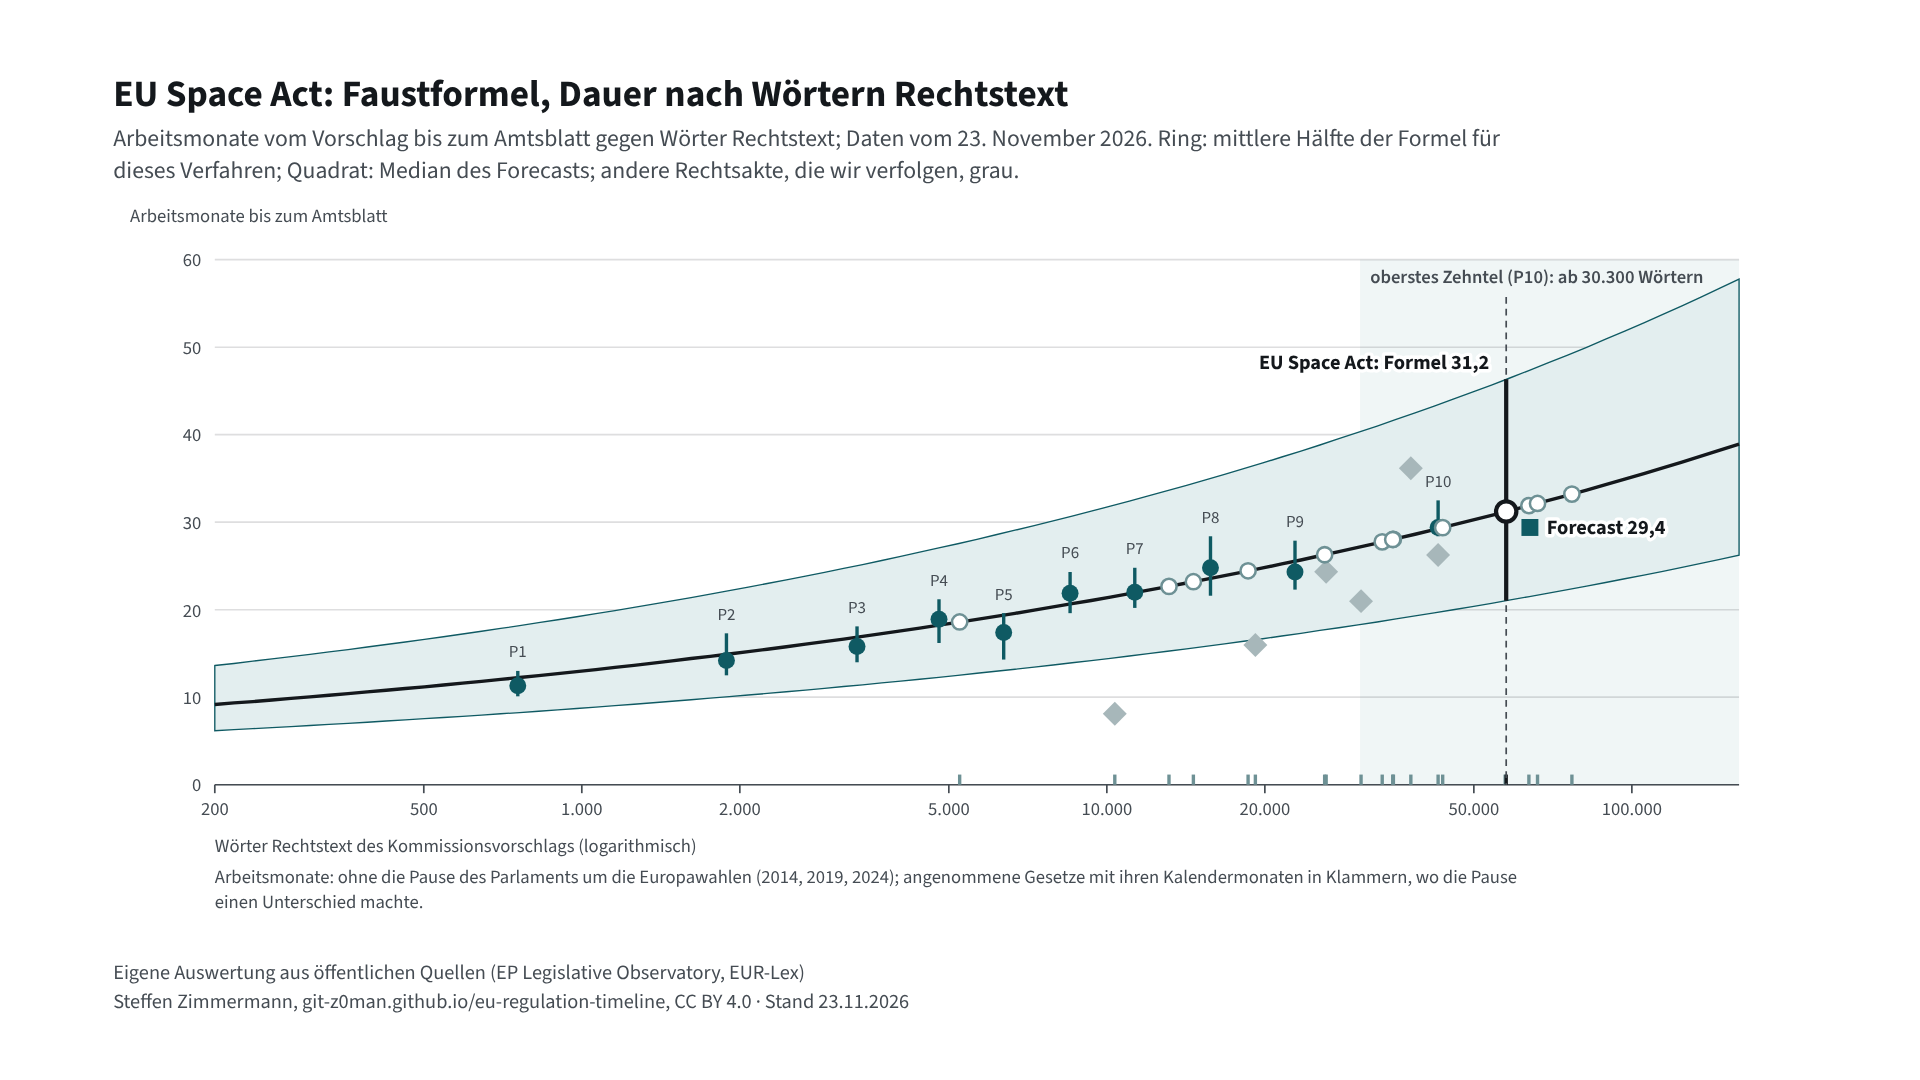 EU Space Act: Faustformel, Dauer nach Wörtern Rechtstext
Arbeitsmonate vom Vorschlag bis zum Amtsblatt gegen Wörter Rechtstext; Daten vom 23. November 2026. Ring: mittlere Hälfte der Formel für
dieses Verfahren; Quadrat: Median des Forecasts; andere Rechtsakte, die wir verfolgen, grau.
Arbeitsmonate bis zum Amtsblatt
60
oberstes Zehntel (P10): ab 30.300 Wörtern
50
EU Space Act: Formel 31,2
40
P10
30
P8
P9
Forecast 29,4
P7
P6
P4
P5
20
P3
P2
P1
10
0
200 500 1.000 2.000 5.000 10.000 20.000 50.000 100.000
Wörter Rechtstext des Kommissionsvorschlags (logarithmisch)
Arbeitsmonate: ohne die Pause des Parlaments um die Europawahlen (2014, 2019, 2024); angenommene Gesetze mit ihren Kalendermonaten in Klammern, wo die Pause
einen Unterschied machte.
Eigene Auswertung aus öffentlichen Quellen (EP Legislative Observatory, EUR-Lex)
Steffen Zimmermann, git-z0man.github.io/eu-regulation-timeline, CC BY 4.0 · Stand 23.11.2026